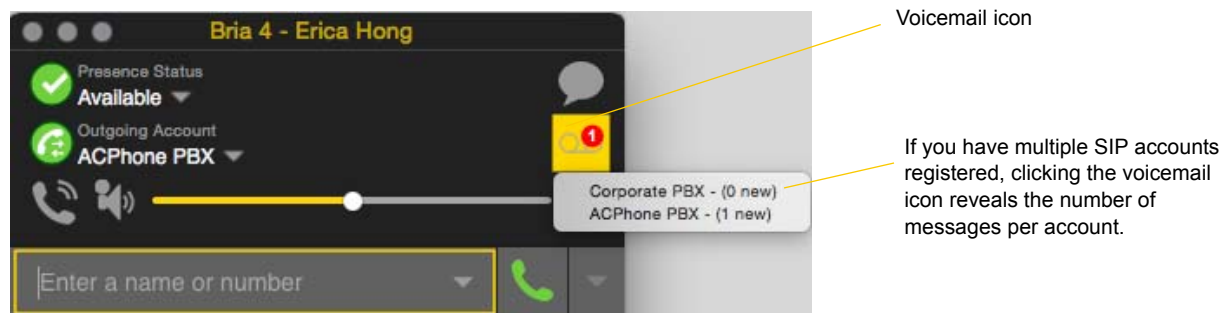 Bria 4 - Erica Hong
Voicemail icon
Presence Status
Available
Outgoing Account
ACPhone PBX
1
Corporate PBX - (0 new)
ACPhone PBX - (1 new)
If you have multiple SIP accounts
registered, clicking the voicemail
icon reveals the number of
messages per account.
Enter a name or number